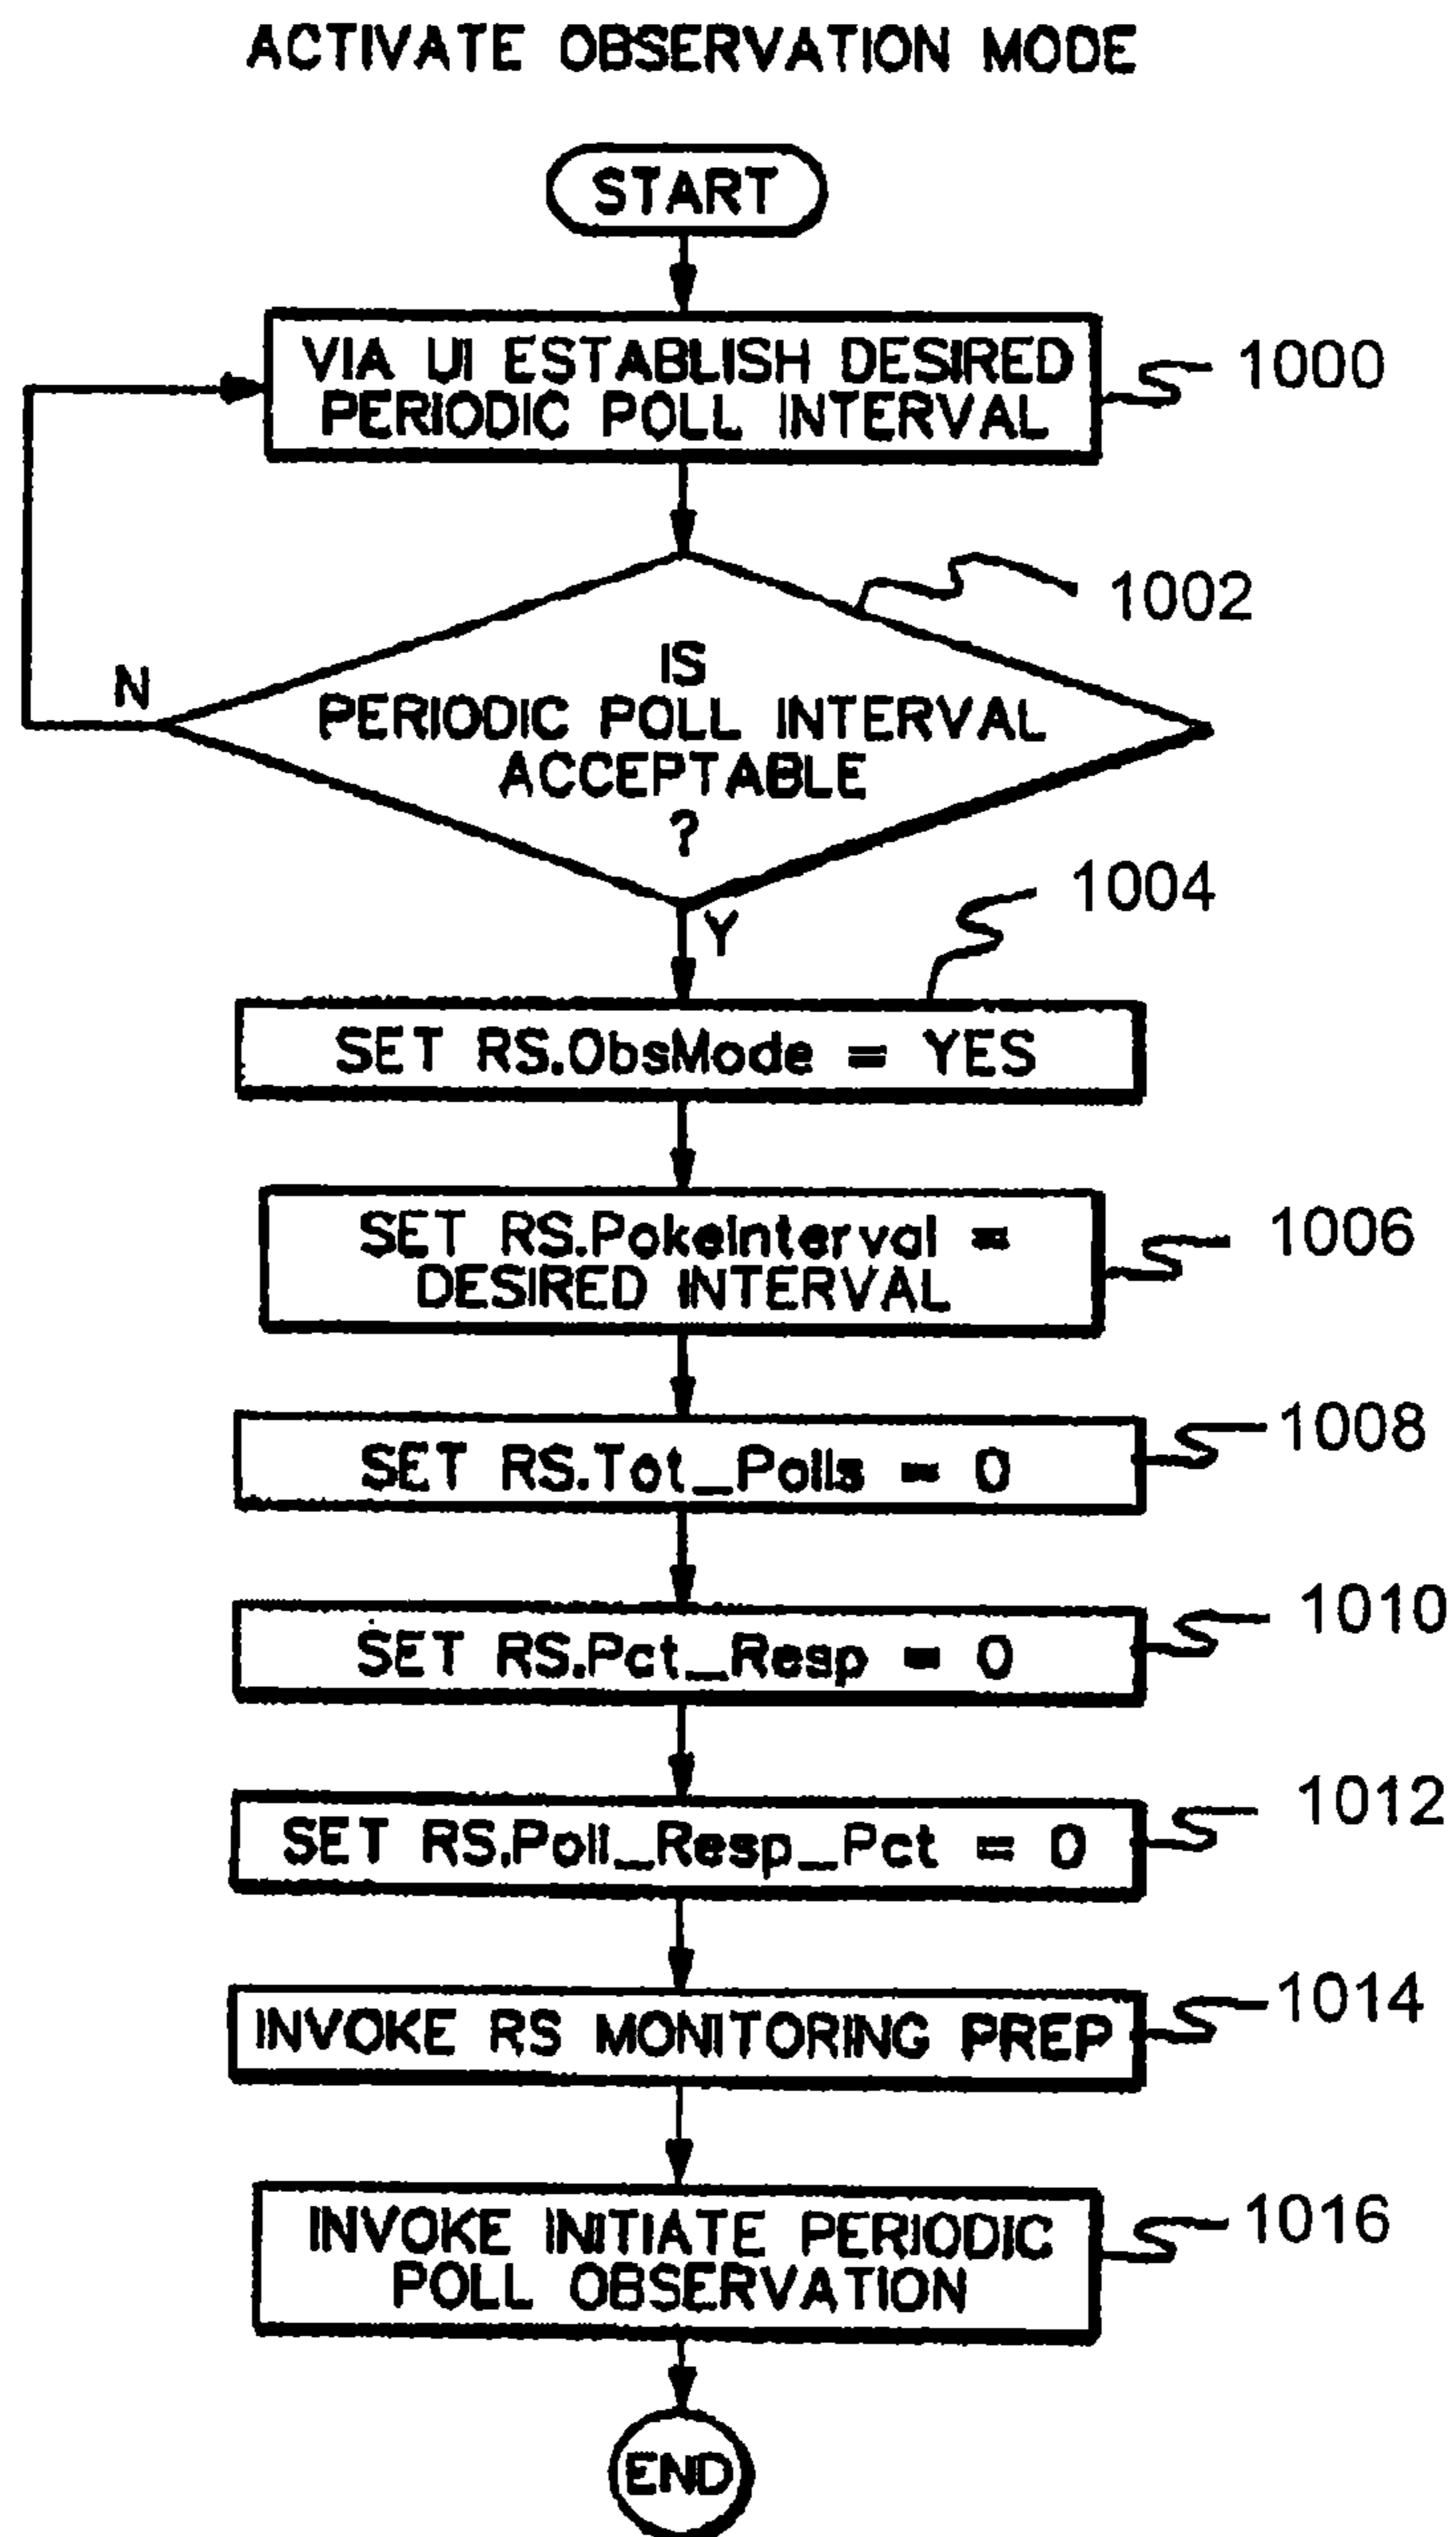 ACTIVATE OBSERVATION MODE
START
VIA UI ESTABLISH DESIRED
PERIODIC POLL INTERVAL
1000
1002
IS
PERIODIC POLL INTERVAL
ACCEPTABLE
?
N
Y
1004
SET RS.ObsMode = YES
SET RS.PokeInterval =
DESIRED INTERVAL
1006
SET RS.Tot_Polls = 0
1008
SET RS.Pct_Resp = 0
1010
SET RS.Poll_Resp_Pct = 0
1012
INVOKE RS MONITORING PREP
1014
INVOKE INITIATE PERIODIC
POLL OBSERVATION
1016
END